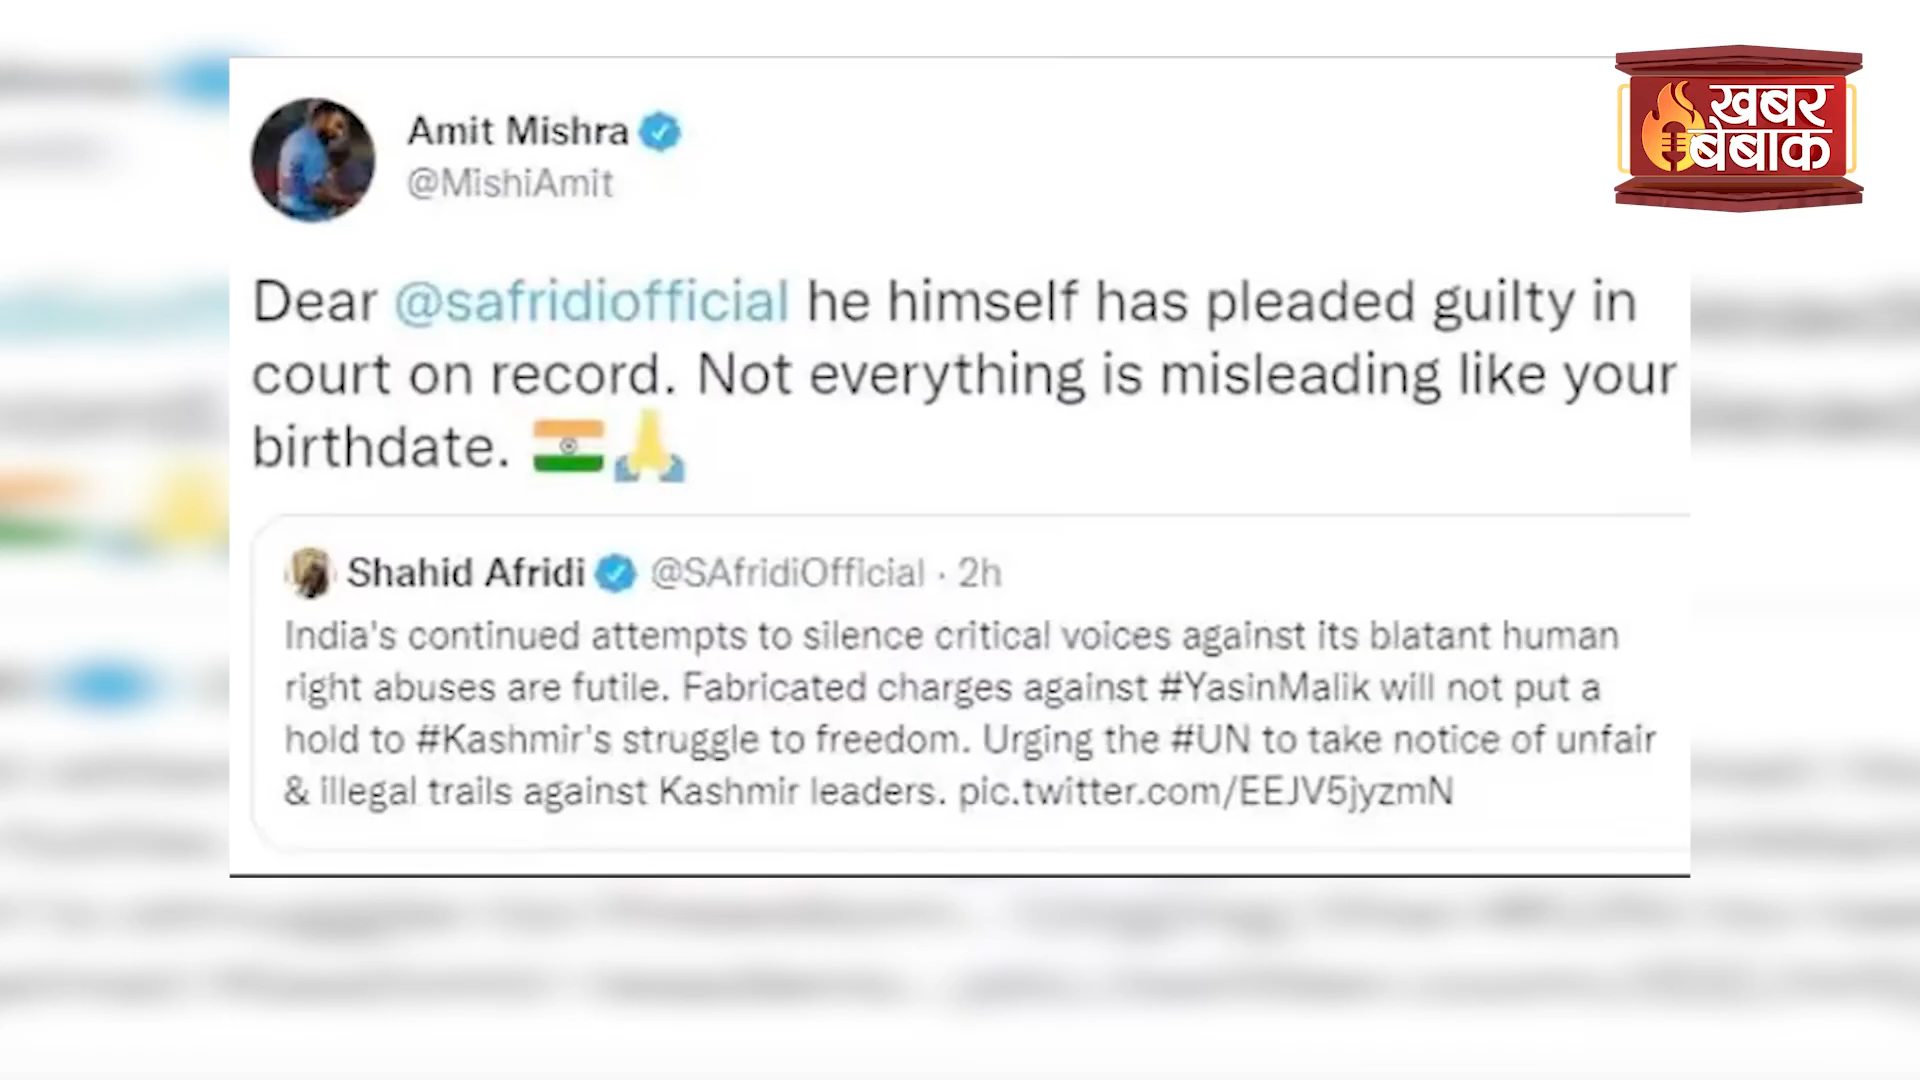 Amit Mishra
@MishiAmit
Dear @safridiofficial he himself has pleaded guilty in
court on record. Not everything is misleading like your
birthdate. 🇮🇳🙏
Shahid Afridi @SAfridiOfficial · 2h
India's continued attempts to silence critical voices against its blatant human
right abuses are futile. Fabricated charges against #YasinMalik will not put a
hold to #Kashmir's struggle to freedom. Urging the #UN to take notice of unfair
& illegal trails against Kashmir leaders. pic.twitter.com/EEJV5jyzmN
ख़बर
बेबाक